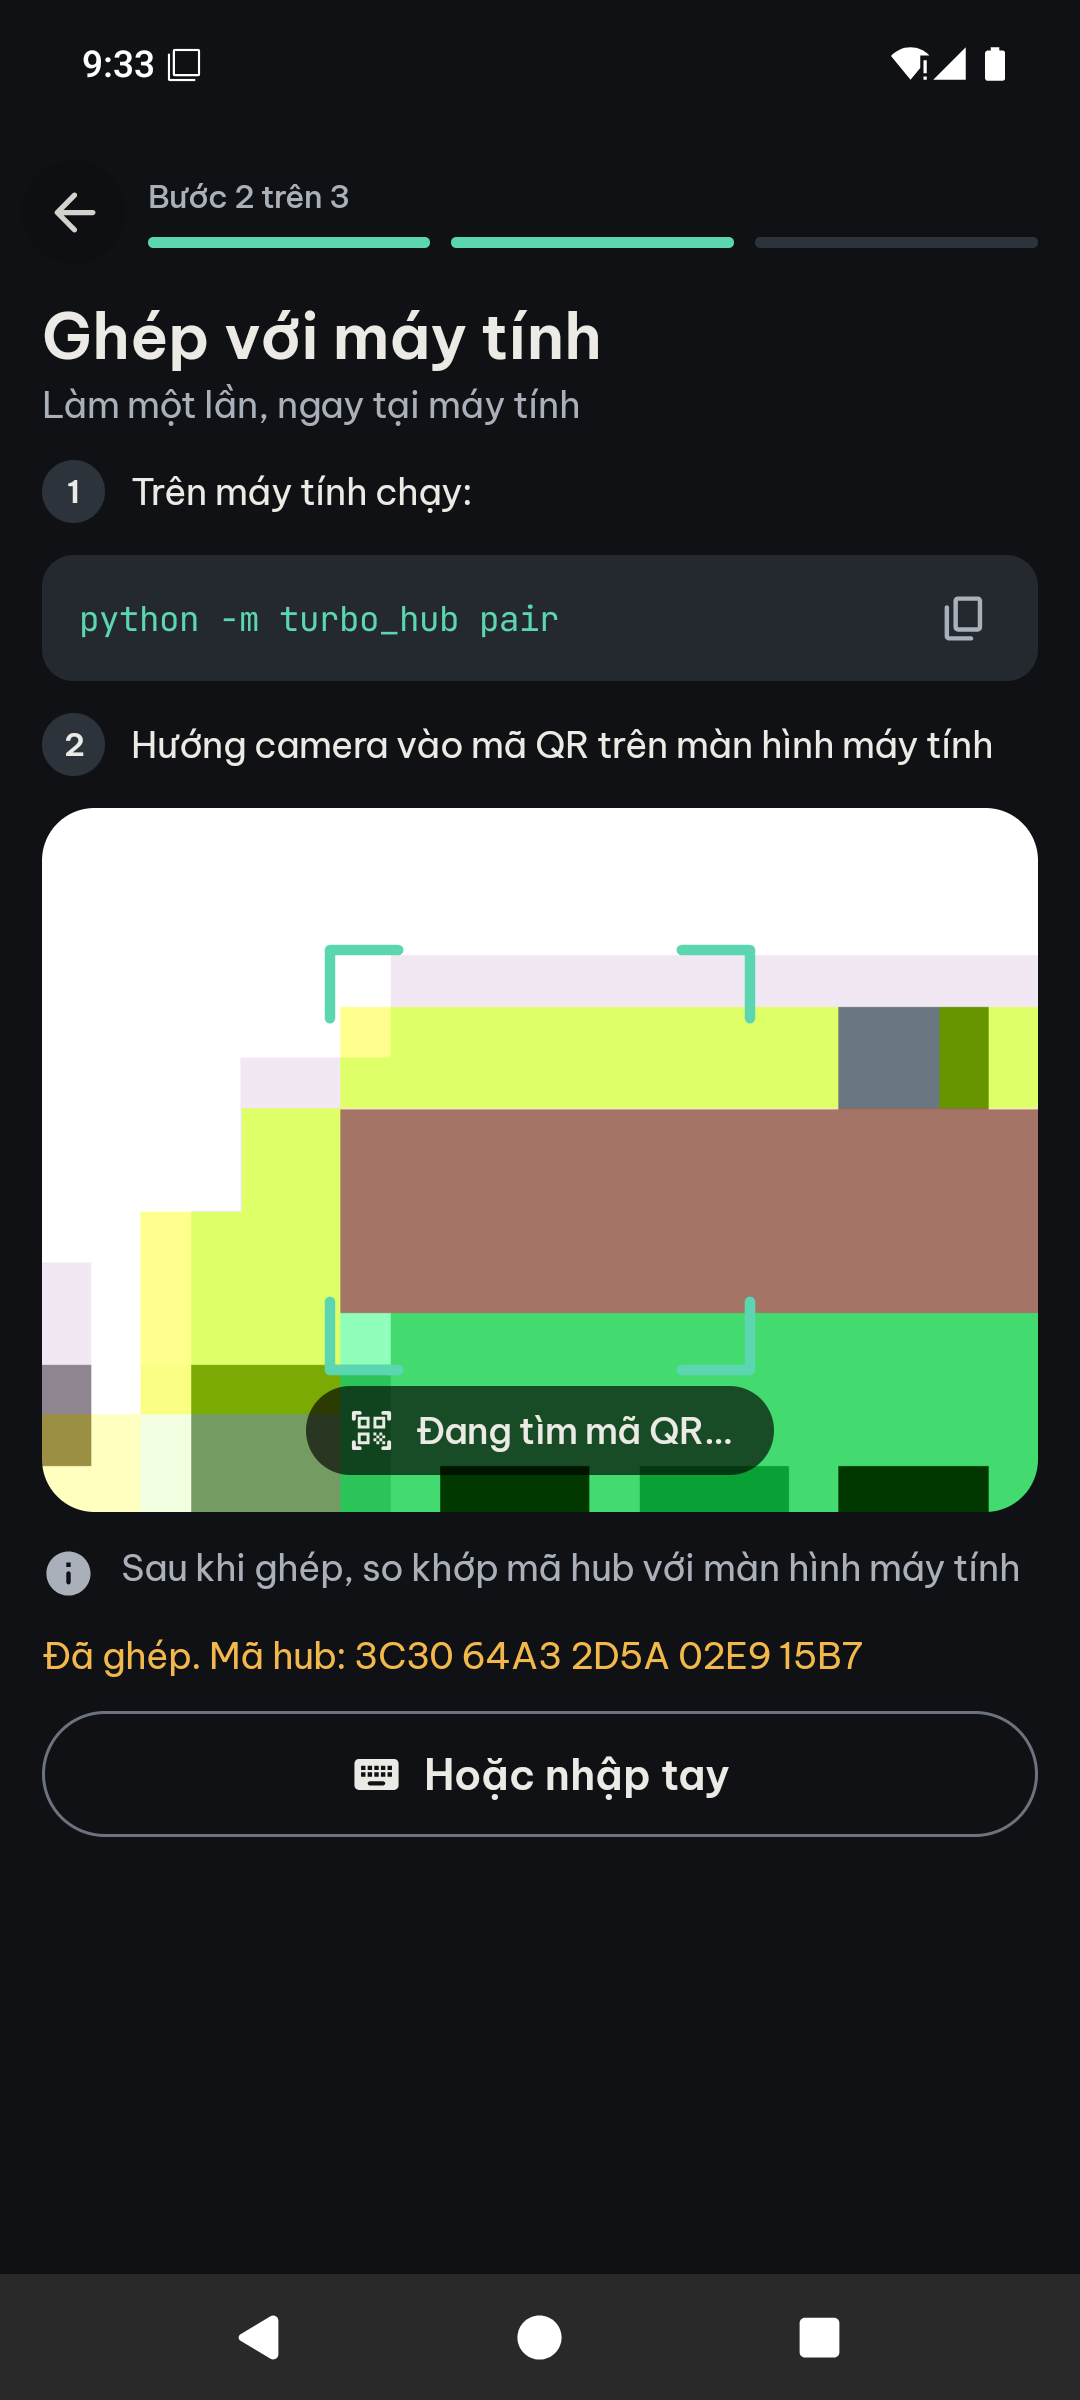 9:33
Bước 2 trên 3
Ghép với máy tính
Làm một lần, ngay tại máy tính
1 Trên máy tính chạy:
python -m turbo_hub pair
2 Hướng camera vào mã QR trên màn hình máy tính
Đang tìm mã QR...
Sau khi ghép, so khớp mã hub với màn hình máy tính
Đã ghép. Mã hub: 3C30 64A3 2D5A 02E9 15B7
Hoặc nhập tay